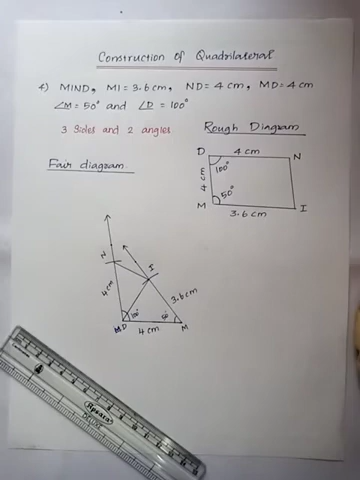 Construction Of Quadrilateral
4) MIND, MI = 3.6 cm, ND = 4 cm, MD = 4 cm
∠M = 50° and ∠D = 100°
3 Sides and 2 angles.
Rough Diagram
Fair diagram.
D 4 cm N
100°
4 cm
50°
M I
3.6 cm
N I
4 cm 3.6 cm
D 100° 50° M
4 cm
Apsara
DELUXE